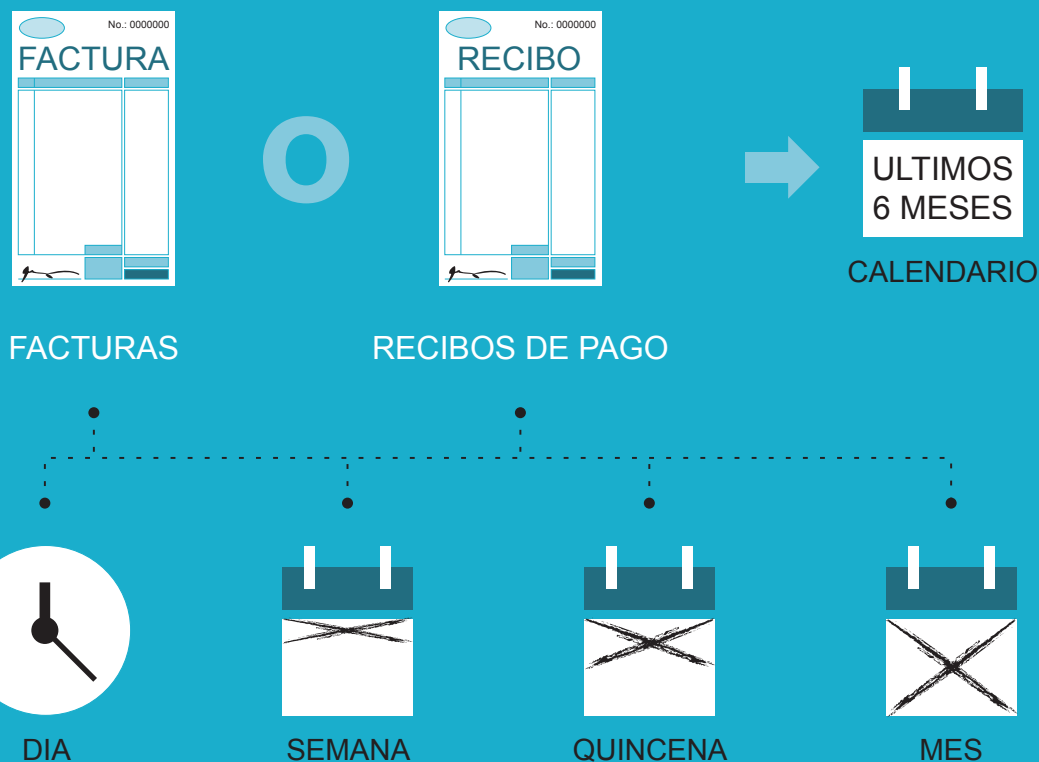 No.: 0000000
FACTURA
O
No.: 0000000
RECIBO
ULTIMOS
6 MESES
CALENDARIO
FACTURAS
RECIBOS DE PAGO
DIA
SEMANA
QUINCENA
MES